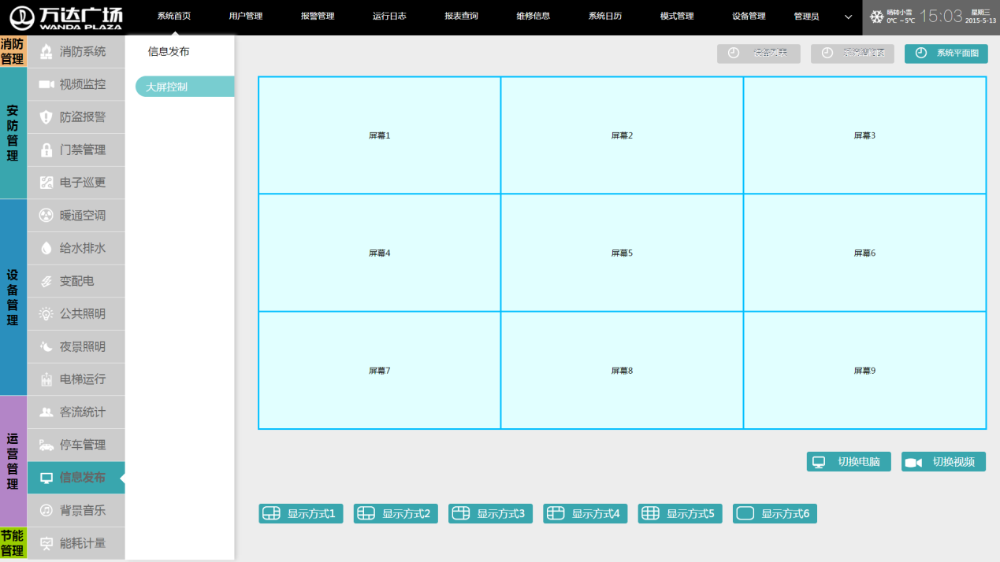 万达广场
WANDA PLAZA
系统首页 用户管理 报警管理 运行日志 报表查询 维修信息 系统日历 模式管理 设备管理 管理员
晴转小雪
0℃ ~5℃
15:03
星期三
2015-5-13
消防管理
安防管理
设备管理
运营管理
节能管理
消防系统
视频监控
防盗报警
门禁管理
电子巡更
暖通空调
给水排水
变配电
公共照明
夜景照明
电梯运行
客流统计
停车管理
信息发布
背景音乐
能耗计量
信息发布
大屏控制
设备列表
系统平面图
屏幕1 屏幕2 屏幕3
屏幕4 屏幕5 屏幕6
屏幕7 屏幕8 屏幕9
切换电脑 切换视频
显示方式1 显示方式2 显示方式3 显示方式4 显示方式5 显示方式6